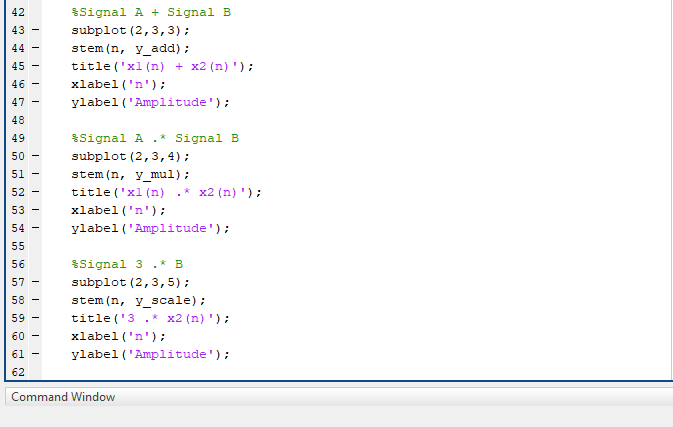 42 %Signal A + Signal B
43 - subplot(2,3,3);
44 - stem(n, y_add);
45 - title('x1(n) + x2(n)');
46 - xlabel('n');
47 - ylabel('Amplitude');
48
49 %Signal A .* Signal B
50 - subplot(2,3,4);
51 - stem(n, y_mul);
52 - title('x1(n) .* x2(n)');
53 - xlabel('n');
54 - ylabel('Amplitude');
55
56 %Signal 3 .* B
57 - subplot(2,3,5);
58 - stem(n, y_scale);
59 - title('3 .* x2(n)');
60 - xlabel('n');
61 - ylabel('Amplitude');
62
Command Window